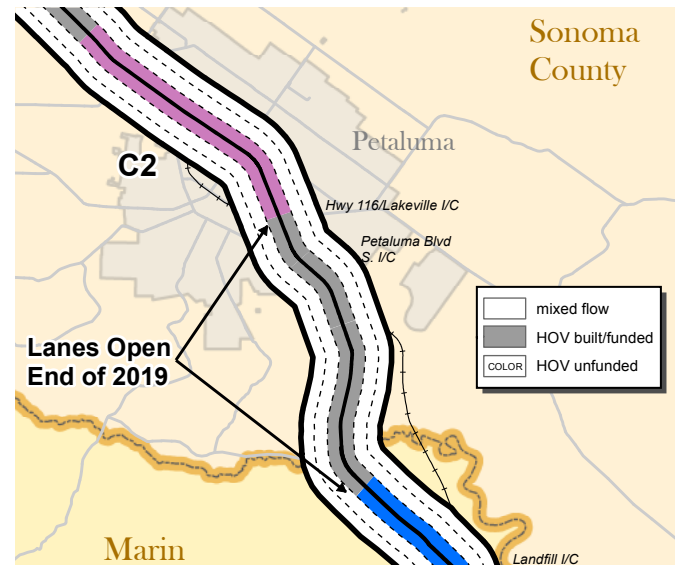 Sonoma
County
Petaluma
C2
Hwy 116/Lakeville I/C
Petaluma Blvd
S. I/C
mixed flow
HOV built/funded
COLOR HOV unfunded
Lanes Open
End of 2019
Marin
Landfill I/C